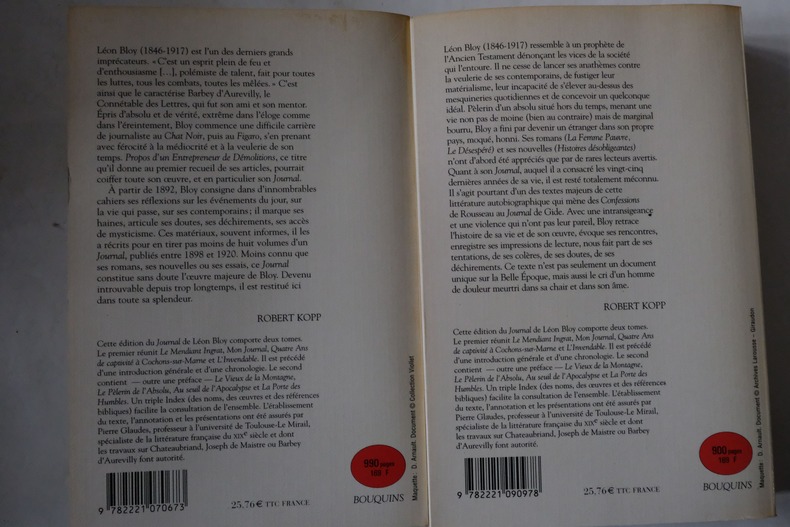 Léon Bloy (1846-1917) est l'un des derniers grands
imprécateurs. « C'est un esprit plein de feu et
d'enthousiasme [...], polémiste de talent, fait pour toutes
les luttes, tous les combats, toutes les mêlées. » C'est
ainsi que le caractérise Barbey d'Aurevilly, le
Connétable des Lettres, qui fut son ami et son mentor.
Épris d'absolu et de vérité, extrême dans l'éloge comme
dans l'éreintement, Bloy commence une difficile carrière
de journaliste au Chat Noir, puis au Figaro, s'en prenant
avec férocité à la médiocrité et à la veulerie de son
temps. Propos d'un Entrepreneur de Démolitions, ce titre
qu'il donne au premier recueil de ses articles, pourrait
coiffer toute son œuvre, et en particulier son Journal.
À partir de 1892, Bloy consigne dans d'innombrables
cahiers ses réflexions sur les événements du jour, sur
la vie qui passe, sur ses contemporains ; il marque ses
haines, articule ses doutes, ses déchirements, ses accès
de mysticisme. Ces matériaux, souvent informes, il les
a récrits pour en tirer pas moins de huit volumes d'un
Journal, publiés entre 1898 et 1920. Moins connu que
ses romans, ses nouvelles ou ses essais, ce Journal
constitue sans doute l'œuvre majeure de Bloy. Devenu
introuvable depuis trop longtemps, il est restitué ici
dans toute sa splendeur.
ROBERT KOPP
Cette édition du Journal de Léon Bloy comporte deux tomes.
Le premier réunit Le Mendiant Ingrat, Mon Journal, Quatre Ans
de captivité à Cochons-sur-Marne et L'Invendable. Il est précédé
d'une introduction générale et d'une chronologie. Le second
contient — outre une préface — Le Vieux de la Montagne,
Le Pèlerin de l'Absolu, Au seuil de l'Apocalypse et La Porte des
Humbles. Un triple Index (des noms, des œuvres et des références
bibliques) facilite la consultation de l'ensemble. L'établissement
du texte, l'annotation et les présentations ont été assurés par
Pierre Glaudes, professeur à l'université de Toulouse-Le Mirail,
spécialiste de la littérature française du XIXe siècle et dont
les travaux sur Chateaubriand, Joseph de Maistre ou Barbey
d'Aurevilly font autorité.
9 782221 070673
25,76 € TTC FRANCE
990 pages
169 F
BOUQUINS
Maquette : D. Arnault. Document © Collection Viollet
Léon Bloy (1846-1917) ressemble à un prophète de
l'Ancien Testament dénonçant les vices de la société
qui l'entoure. Il ne cesse de lancer ses anathèmes contre
la veulerie de ses contemporains, de fustiger leur
matérialisme, leur incapacité de s'élever au-dessus des
mesquineries quotidiennes et de concevoir un quelconque
idéal. Pèlerin d'un absolu situé hors du temps, menant une
vie non pas de moine (bien au contraire) mais de marginal
bourru, Bloy a fini par devenir un étranger dans son propre
pays, moqué, honni. Ses romans (La Femme Pauvre,
Le Désespéré) et ses nouvelles (Histoires désobligeantes)
n'ont d'abord été appréciés que par de rares lecteurs avertis.
Quant à son Journal, auquel il a consacré les vingt-cinq
dernières années de sa vie, il est resté totalement méconnu.
Il s'agit pourtant d'un des textes majeurs de cette
littérature autobiographique qui mène des Confessions
de Rousseau au Journal de Gide. Avec une intransigeance
et une violence qui n'ont pas leur pareil, Bloy retrace
l'histoire de sa vie et de son œuvre, évoque ses rencontres,
enregistre ses impressions de lecture, nous fait part de ses
tentations, de ses colères, de ses doutes, de ses
déchirements. Ce texte n'est pas seulement un document
unique sur la Belle Époque, mais aussi le cri d'un homme
de douleur meurtri dans sa chair et dans son âme.
ROBERT KOPP
Cette édition du Journal de Léon Bloy comporte deux tomes.
Le premier réunit Le Mendiant Ingrat, Mon Journal, Quatre Ans
de captivité à Cochons-sur-Marne et L'Invendable. Il est précédé
d'une introduction générale et d'une chronologie. Le second
contient — outre une préface — Le Vieux de la Montagne,
Le Pèlerin de l'Absolu, Au seuil de l'Apocalypse et La Porte des
Humbles. Un triple Index (des noms, des œuvres et des références
bibliques) facilite la consultation de l'ensemble. L'établissement
du texte, l'annotation et les présentations ont été assurés par
Pierre Glaudes, professeur à l'université de Toulouse-Le Mirail,
spécialiste de la littérature française du XIXe siècle et dont
les travaux sur Chateaubriand, Joseph de Maistre ou Barbey
d'Aurevilly font autorité.
9 782221 090978
25,76 € TTC FRANCE
900 pages
169 F
BOUQUINS
Maquette : D. Arnault. Document © Archives Larousse – Giraudon